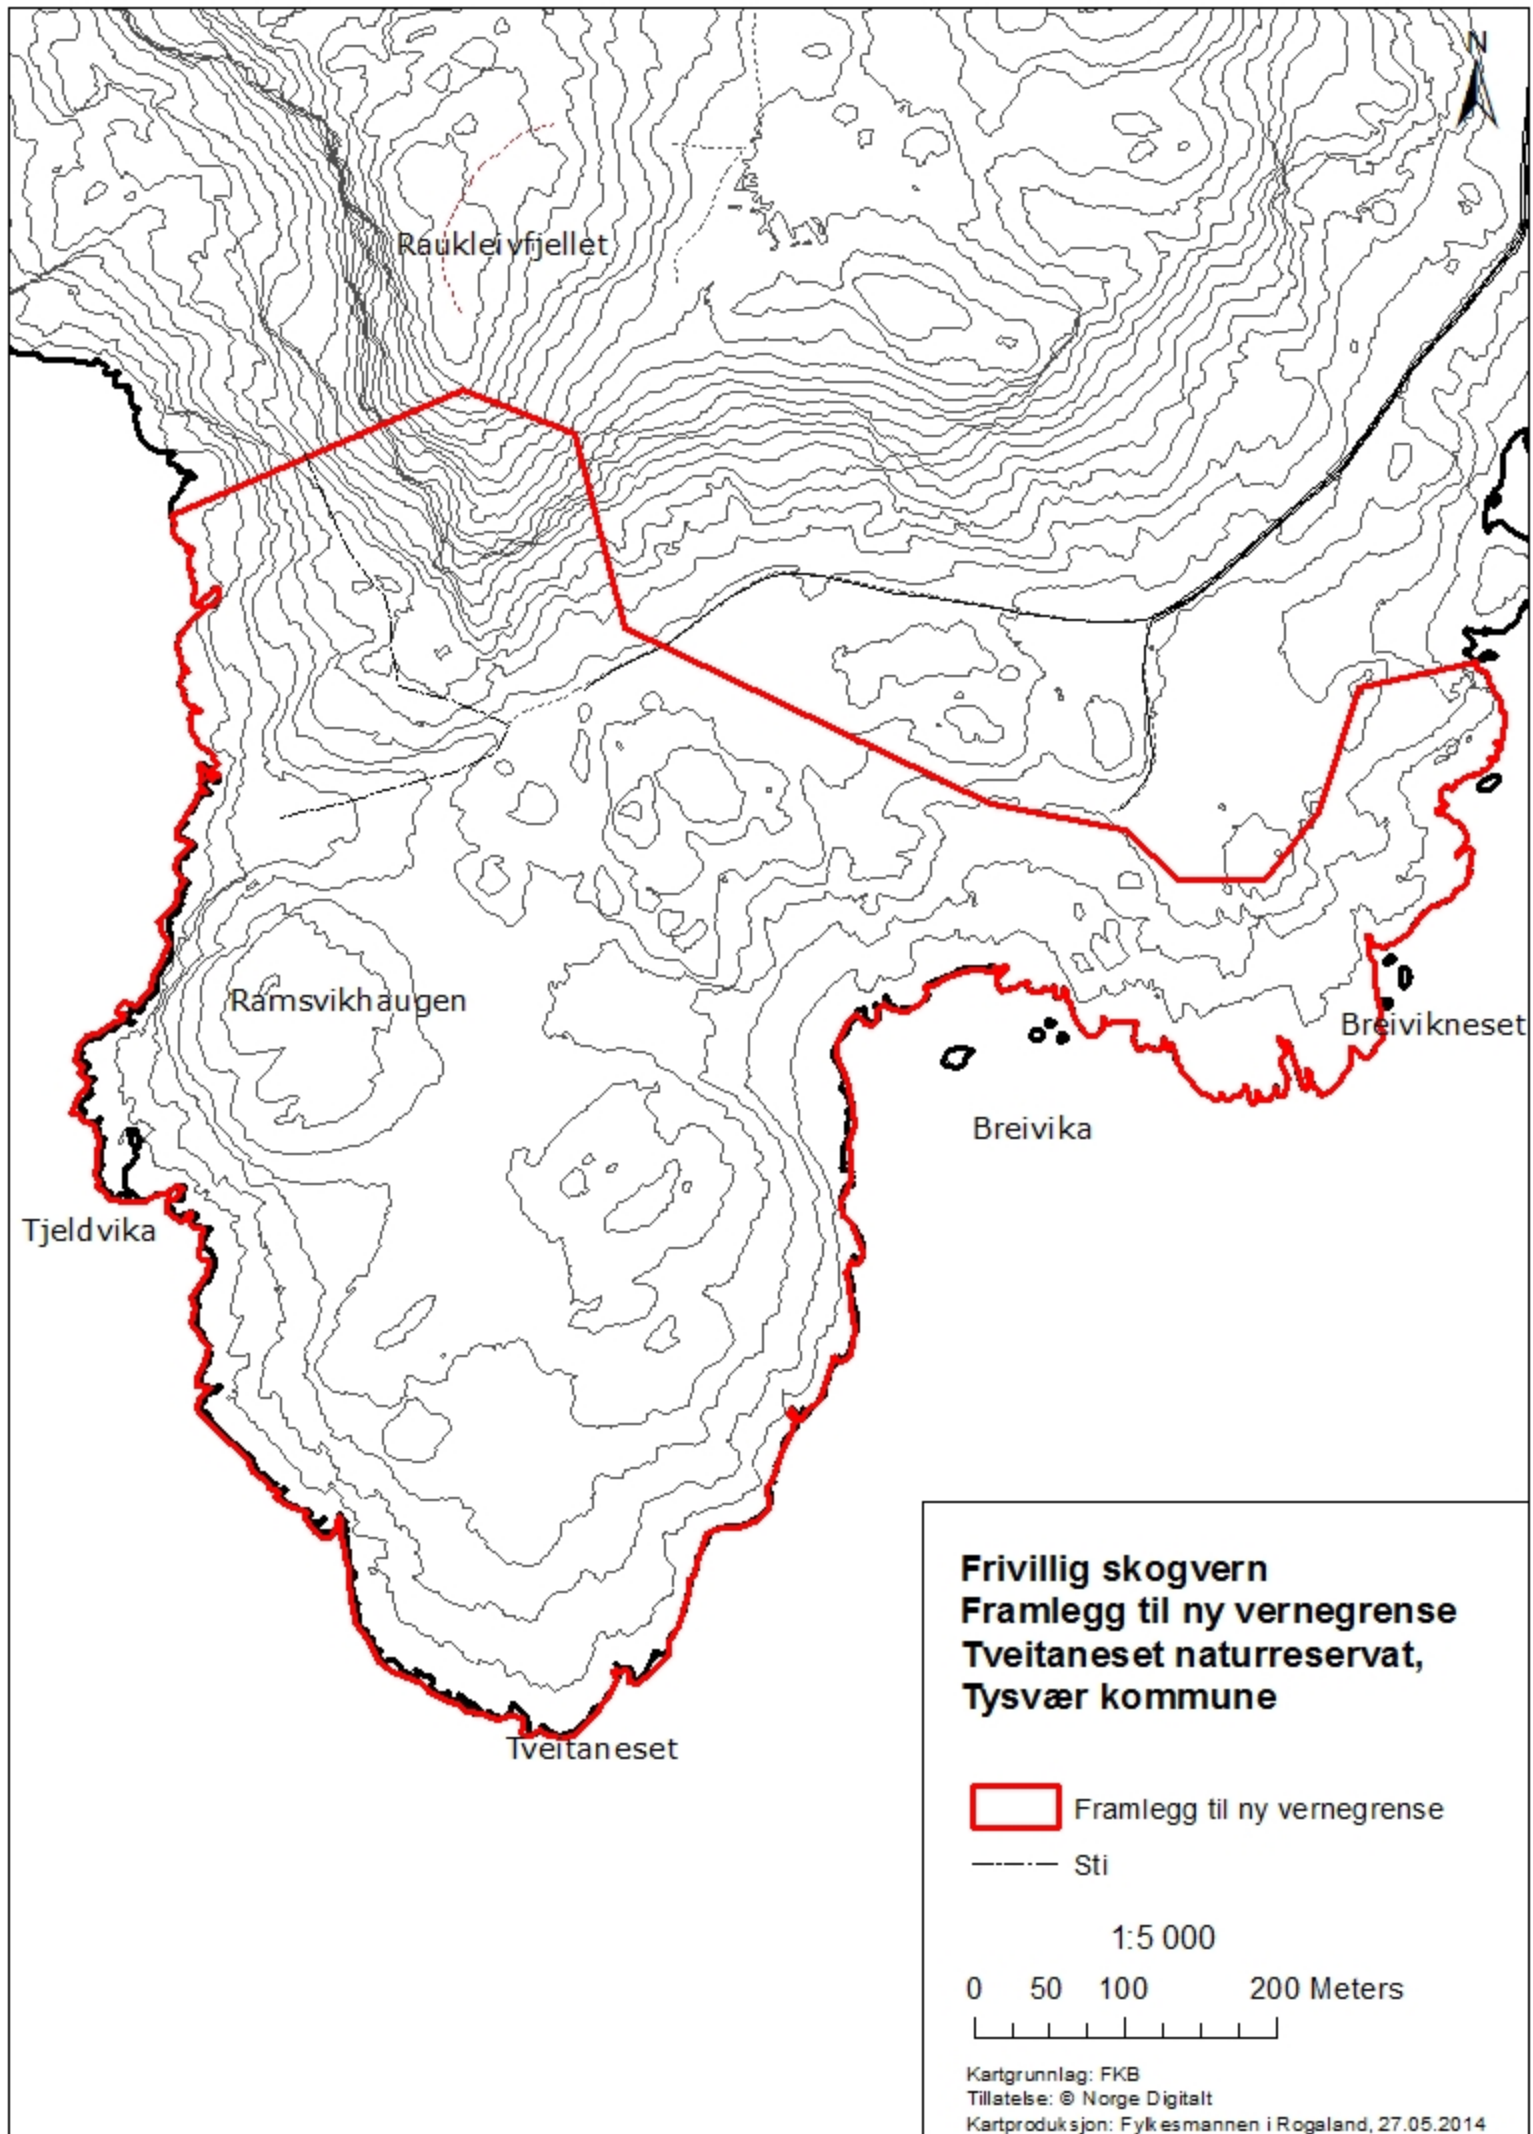 N
Raukleivfjellet
Ramsvikhaugen
Breivikneset
Breivika
Tjeldvika
Tveitaneset
Frivillig skogvern
Framlegg til ny vernegrense
Tveitaneset naturreservat,
Tysvær kommune
Framlegg til ny vernegrense
Sti
1:5 000
0 50 100 200 Meters
Kartgrunnlag: FKB
Tillatelse: © Norge Digitalt
Kartproduksjon: Fylkesmannen i Rogaland, 27.05.2014